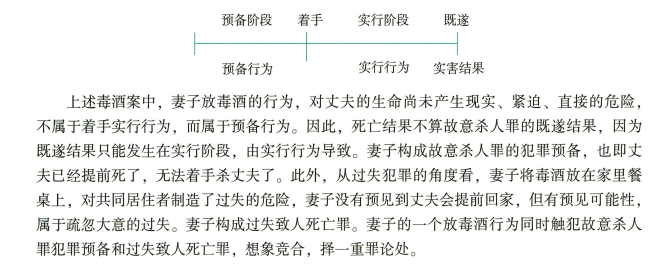 预备阶段 着手 实行阶段 既遂
预备行为 实行行为 实害结果
上述毒酒案中，妻子放毒酒的行为，对丈夫的生命尚未产生现实、紧迫、直接的危险，
不属于着手实行行为，而属于预备行为。因此，死亡结果不算故意杀人罪的既遂结果，因为
既遂结果只能发生在实行阶段，由实行行为导致。妻子构成故意杀人罪的犯罪预备，也即丈
夫已经提前死了，无法着手杀丈夫了。此外，从过失犯罪的角度看，妻子将毒酒放在家里餐
桌上，对共同居住者制造了过失的危险，妻子没有预见到丈夫会提前回家，但有预见可能性，
属于疏忽大意的过失。妻子构成过失致人死亡罪。妻子的一个放毒酒行为同时触犯故意杀人
罪犯罪预备和过失致人死亡罪，想象竞合，择一重罪论处。